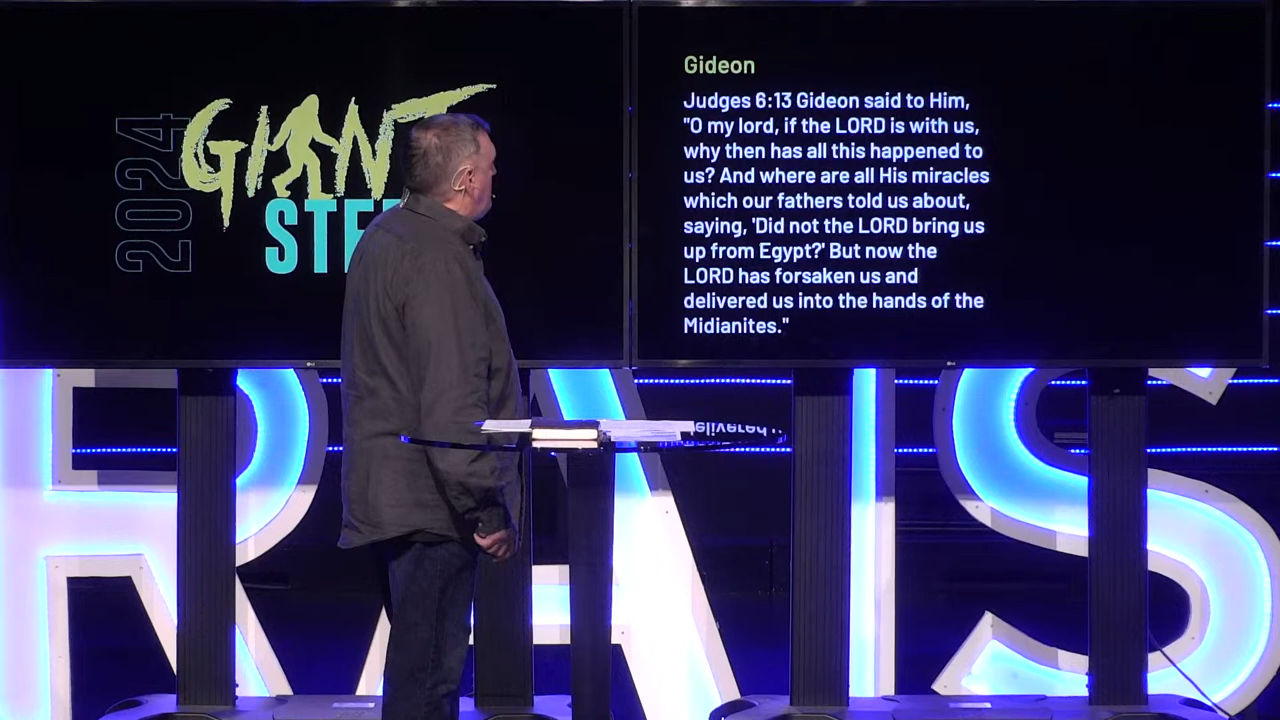 2024
GIANT
Gideon
Judges 6:13 Gideon said to Him,
"O my lord, if the LORD is with us,
why then has all this happened to
us? And where are all His miracles
which our fathers told us about,
saying, 'Did not the LORD bring us
up from Egypt?' But now the
LORD has forsaken us and
delivered us into the hands of the
Midianites."